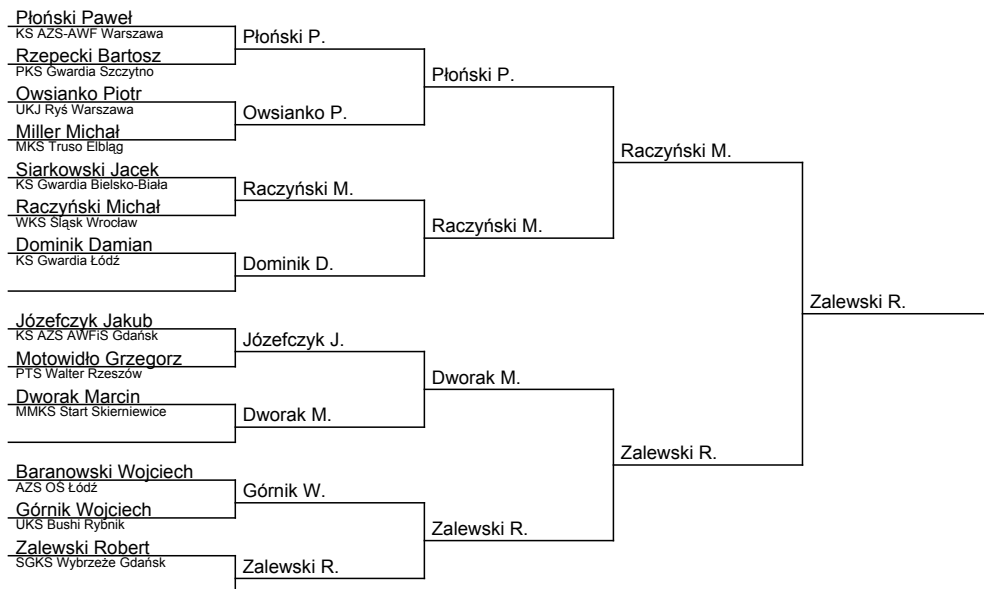 Płoński Paweł
KS AZS-AWF Warszawa
Rzepecki Bartosz
PKS Gwardia Szczytno
Owsianko Piotr
UKJ Ryś Warszawa
Miller Michał
MKS Truso Elbląg
Siarkowski Jacek
KS Gwardia Bielsko-Biała
Raczyński Michał
WKS Śląsk Wrocław
Dominik Damian
KS Gwardia Łódź
Józefczyk Jakub
KS AZS AWFiS Gdańsk
Motowidło Grzegorz
PTS Walter Rzeszów
Dworak Marcin
MMKS Start Skierniewice
Baranowski Wojciech
AZS OŚ Łódź
Górnik Wojciech
UKS Bushi Rybnik
Zalewski Robert
SGKS Wybrzeże Gdańsk
Płoński P.
Owsianko P.
Raczyński M.
Dominik D.
Józefczyk J.
Dworak M.
Górnik W.
Zalewski R.
Płoński P.
Raczyński M.
Dworak M.
Zalewski R.
Raczyński M.
Zalewski R.
Zalewski R.